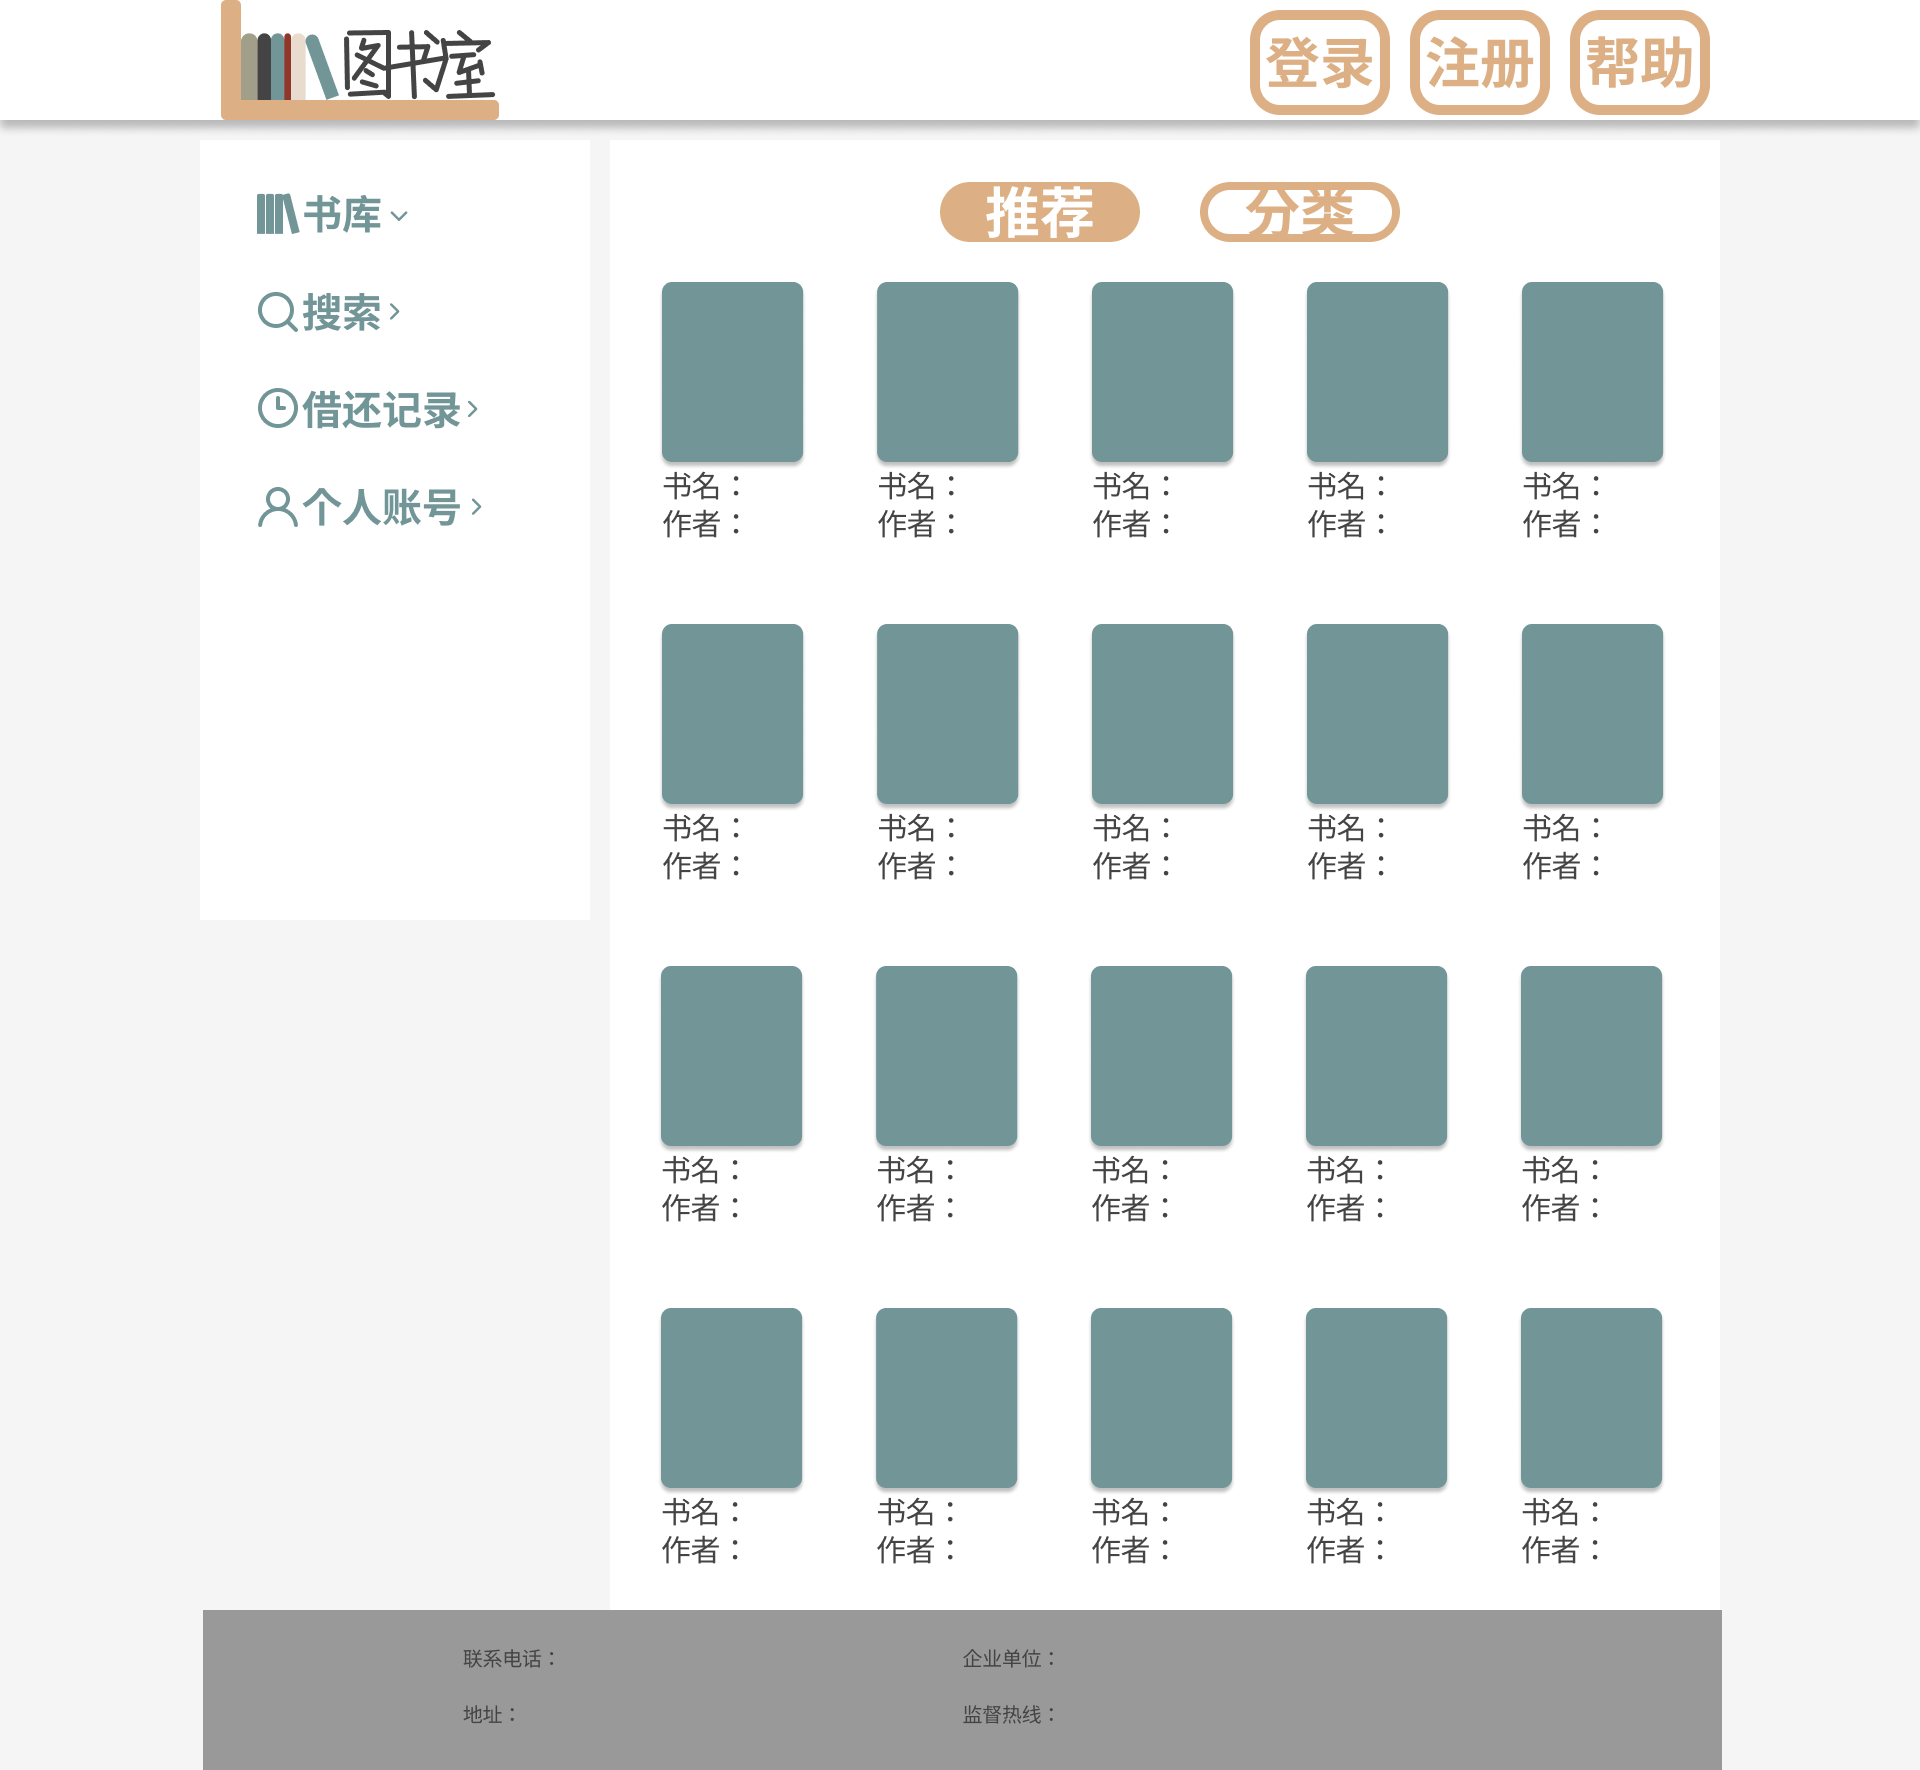 图书室
登录 注册 帮助
书库
搜索
借还记录
个人账号
推荐 分类
书名： 书名： 书名： 书名： 书名：
作者： 作者： 作者： 作者： 作者：
书名： 书名： 书名： 书名： 书名：
作者： 作者： 作者： 作者： 作者：
书名： 书名： 书名： 书名： 书名：
作者： 作者： 作者： 作者： 作者：
书名： 书名： 书名： 书名： 书名：
作者： 作者： 作者： 作者： 作者：
联系电话： 企业单位：
地址： 监督热线：